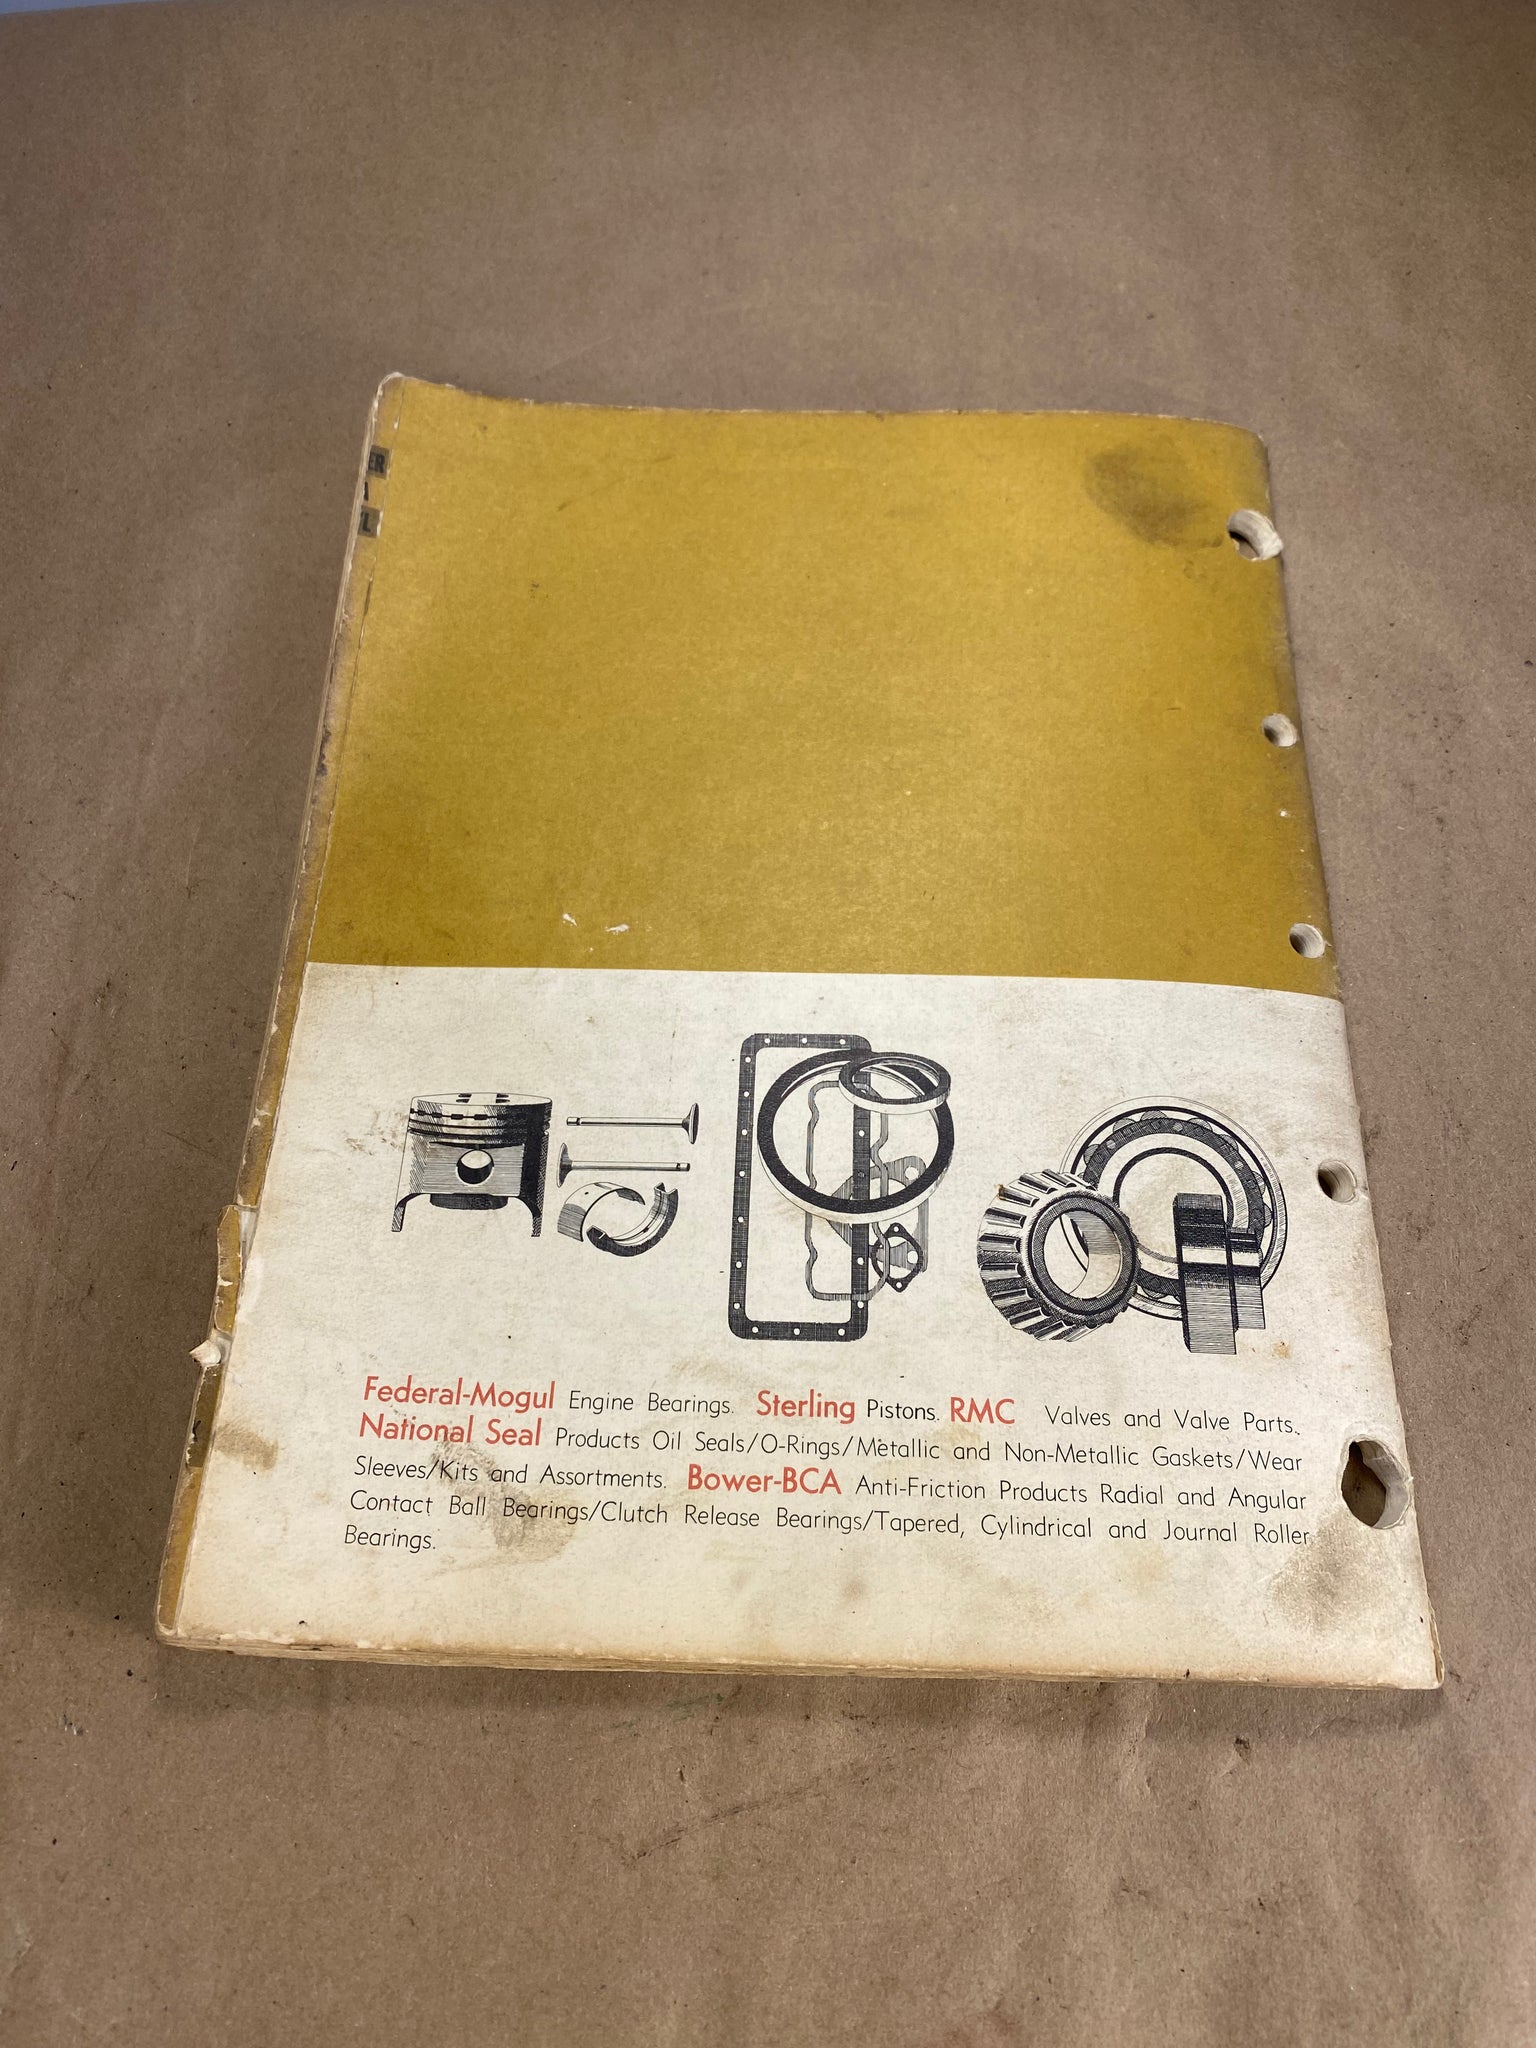 ER
A
L
Federal-Mogul Engine Bearings. Sterling Pistons. RMC Valves and Valve Parts.
National Seal Products Oil Seals/O-Rings/Metallic and Non-Metallic Gaskets/Wear
Sleeves/Kits and Assortments. Bower-BCA Anti-Friction Products Radial and Angular
Contact Ball Bearings/Clutch Release Bearings/Tapered, Cylindrical and Journal Roller
Bearings.